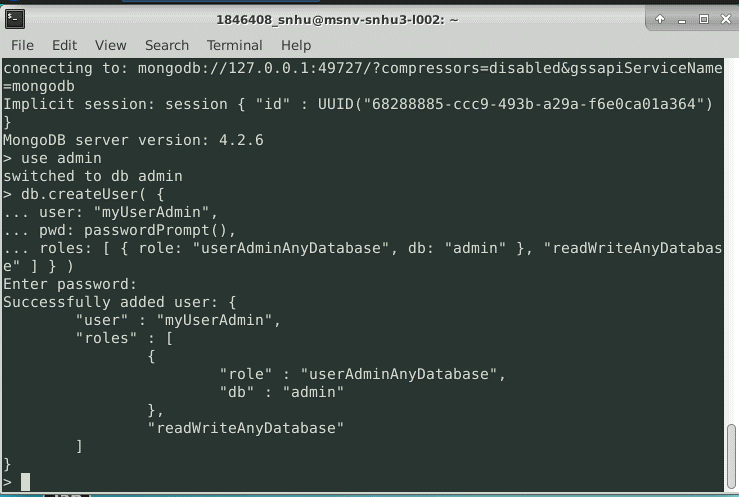 1846408_snhu@msnv-snhu3-l002: ~
File Edit View Search Terminal Help
connecting to: mongodb://127.0.0.1:49727/?compressors=disabled&gssapiServiceName
=mongodb
Implicit session: session { "id" : UUID("68288885-ccc9-493b-a29a-f6e0ca01a364")
}
MongoDB server version: 4.2.6
> use admin
switched to db admin
> db.createUser( {
... user: "myUserAdmin",
... pwd: passwordPrompt(),
... roles: [ { role: "userAdminAnyDatabase", db: "admin" }, "readWriteAnyDatabas
e" ] } )
Enter password:
Successfully added user: {
        "user" : "myUserAdmin",
        "roles" : [
                {
                        "role" : "userAdminAnyDatabase",
                        "db" : "admin"
                },
                "readWriteAnyDatabase"
        ]
}
>